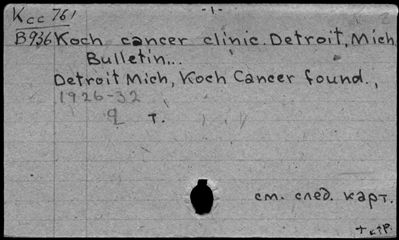 Kcc 761 -1-
B936 Koch cancer clinic. Detroit, Mich
Bulletin...
Detroit Mich, Koch Cancer found.,
1926-32
q т.
см. след. карт.